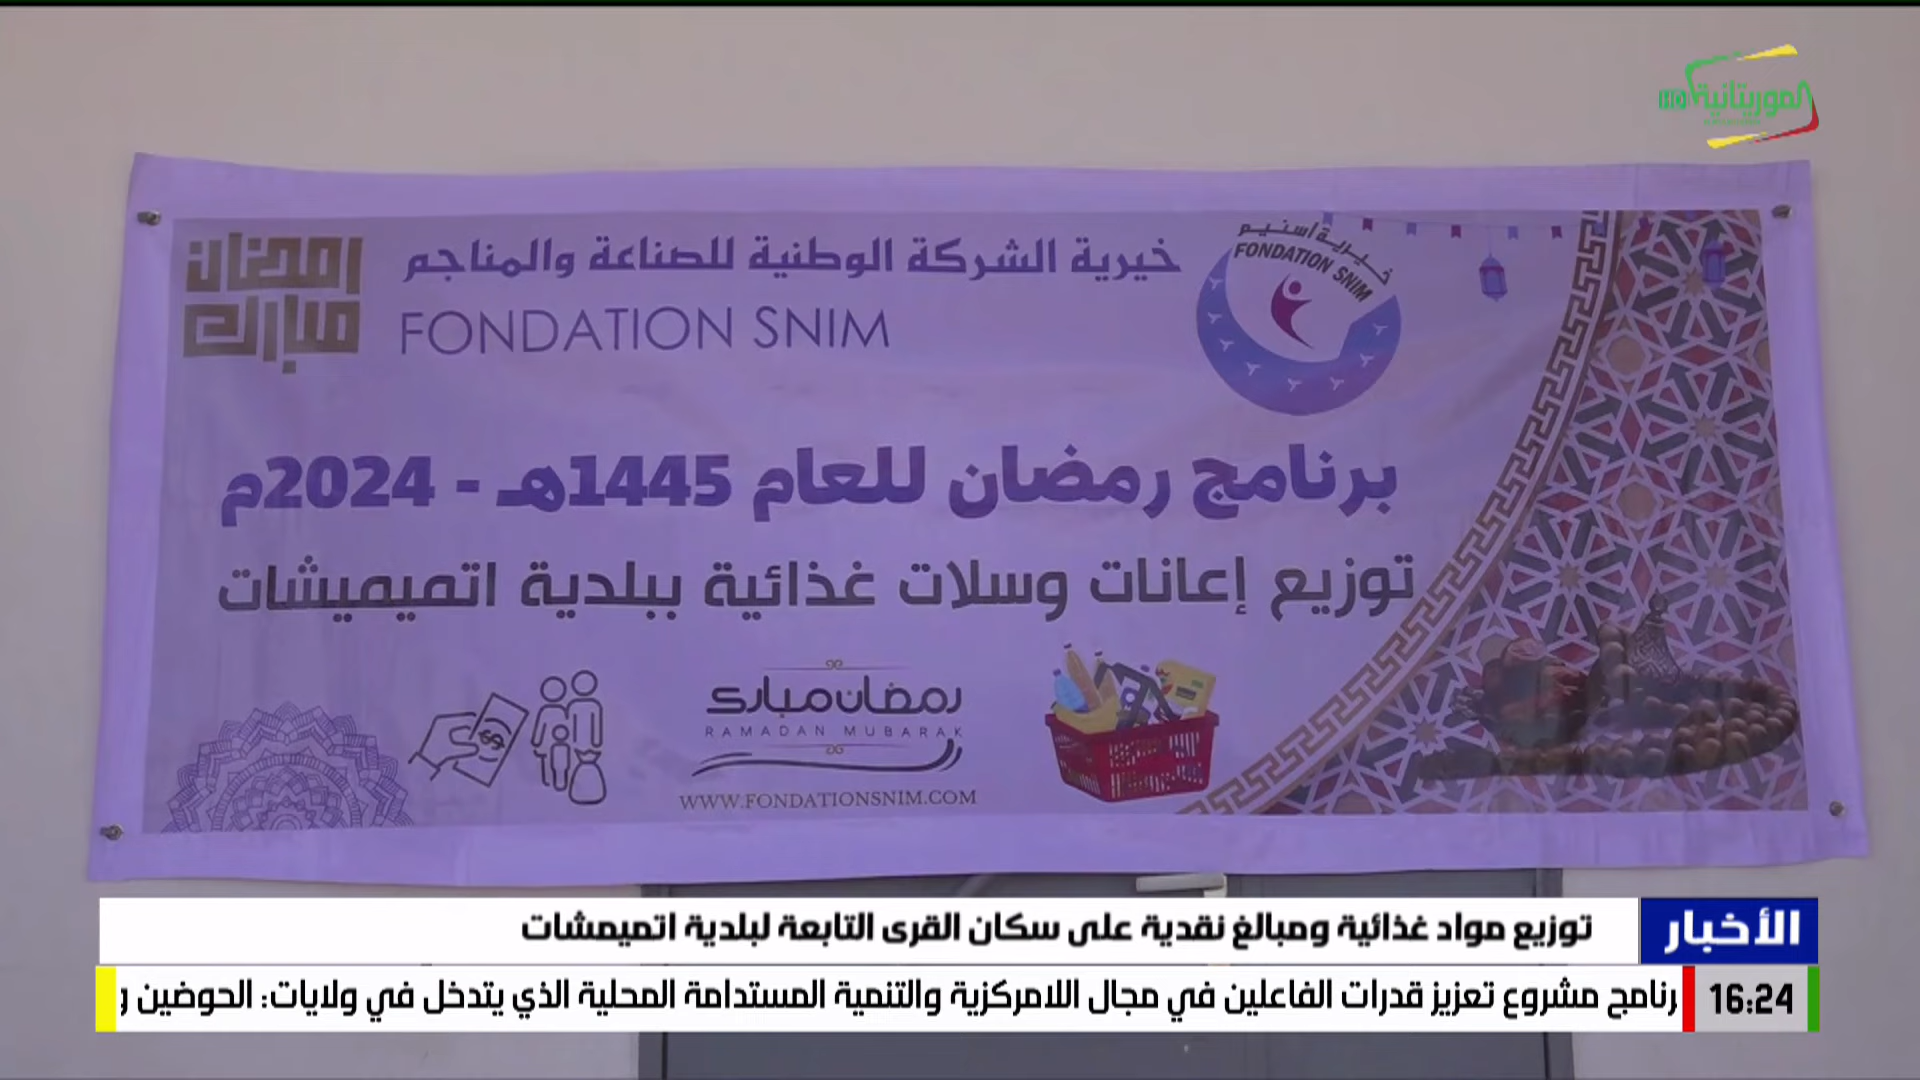 الموريتانية HD
رمضان مبارك
خيرية الشركة الوطنية للصناعة والمناجم
FONDATION SNIM
خيرية اسنيم
FONDATION SNIM
برنامج رمضان للعام 1445هـ - 2024م
توزيع إعانات وسلات غذائية ببلدية اتميميشات
رمضان مبارك
RAMADAN MUBARAK
WWW.FONDATIONSNIM.COM
الأخبار
توزيع مواد غذائية ومبالغ نقدية على سكان القرى التابعة لبلدية اتميمشات
16:24
رنامج مشروع تعزيز قدرات الفاعلين في مجال اللامركزية والتنمية المستدامة المحلية الذي يتدخل في ولايات: الحوضين و